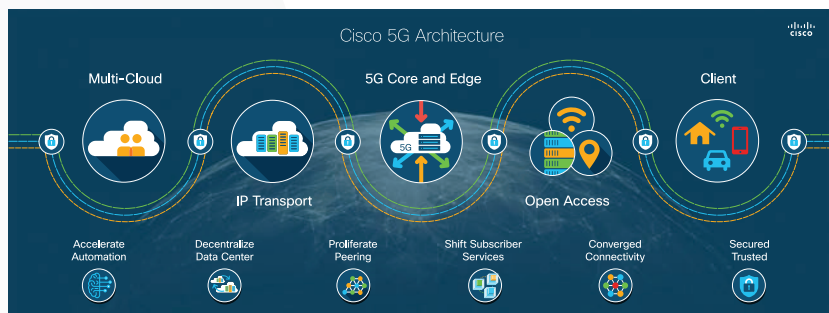 Cisco 5G Architecture
CISCO
Multi-Cloud
5G Core and Edge
Client
5G
IP Transport
Open Access
Accelerate
Automation
Decentralize
Data Center
Proliferate
Peering
Shift Subscriber
Services
Converged
Connectivity
Secured
Trusted